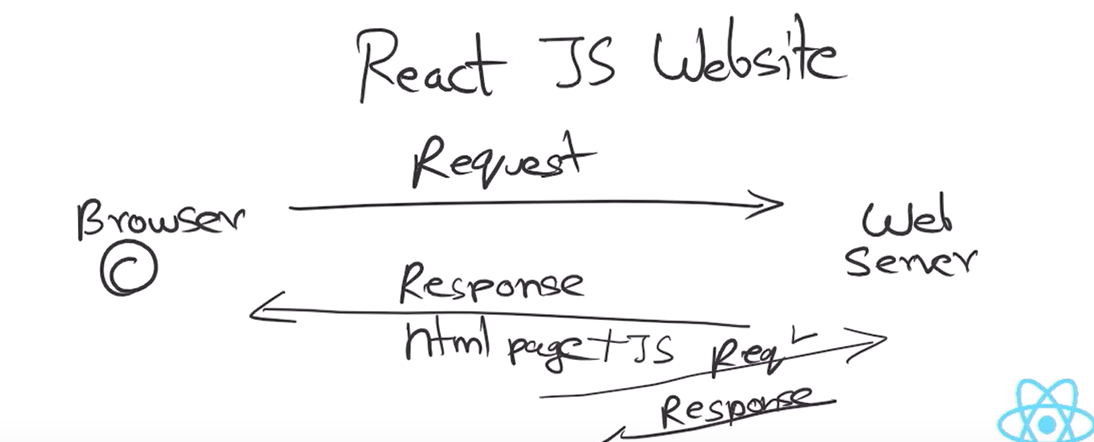 React JS Website
Request
Browser
Web
Server
C
Response
html page + JS
Req
Response